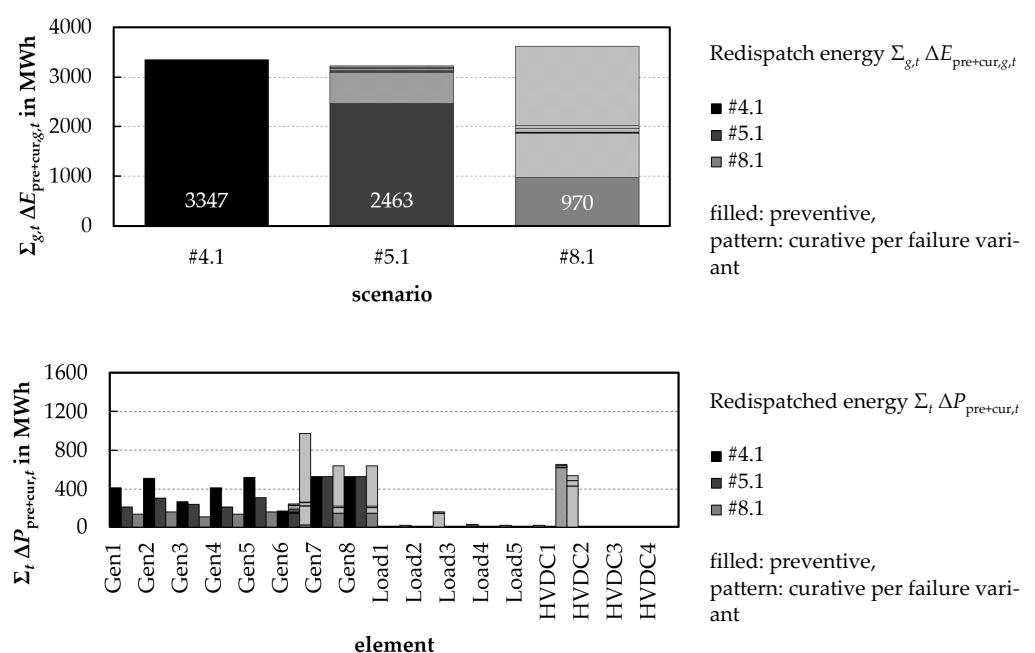 4000
3000
2000
1000
0
Σg,t ΔEpre+cur,g,t in MWh
3347
2463
970
#4.1
#5.1
#8.1
scenario
Redispatch energy Σg,t ΔEpre+cur,g,t
#4.1
#5.1
#8.1
filled: preventive,
pattern: curative per failure vari-
ant
1600
1200
800
400
0
Σt ΔPpre+cur,t in MWh
Gen1
Gen2
Gen3
Gen4
Gen5
Gen6
Gen7
Gen8
Load1
Load2
Load3
Load4
Load5
HVDC1
HVDC2
HVDC3
HVDC4
element
Redispatched energy Σt ΔPpre+cur,t
#4.1
#5.1
#8.1
filled: preventive,
pattern: curative per failure vari-
ant